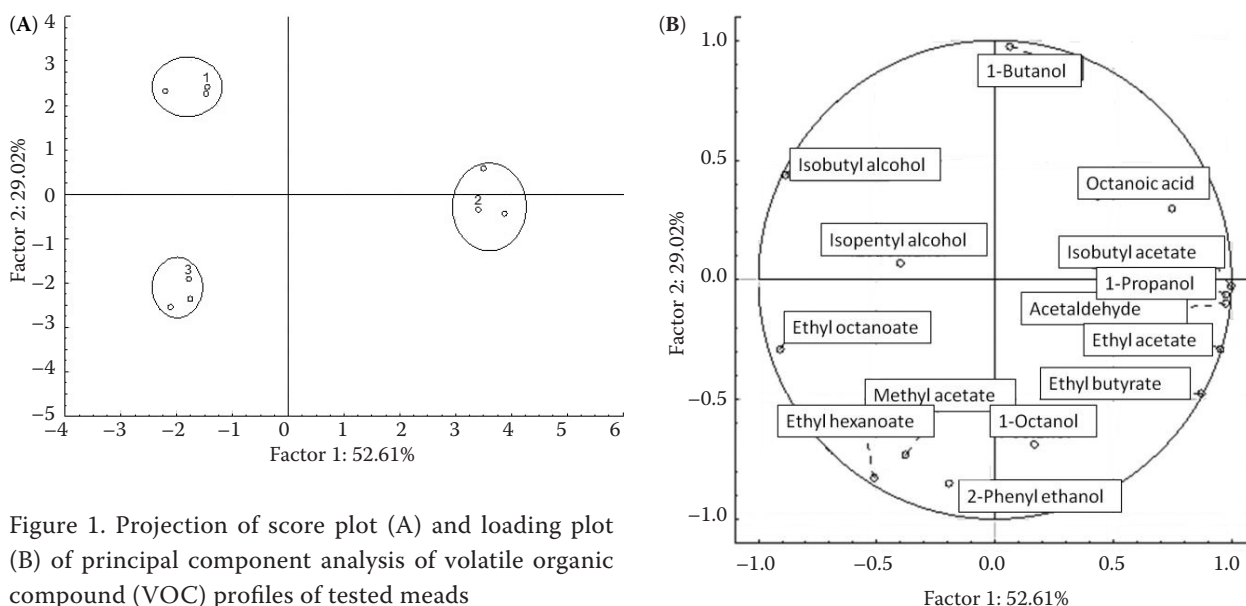 (A)
4
3
2
1
0
−1
−2
−3
−4
−5
Factor 2: 29.02%
1
2
3
−4 −3 −2 −1 0 1 2 3 4 5 6
Factor 1: 52.61%
(B)
1.0
0.5
0.0
−0.5
−1.0
Factor 2: 29.02%
1-Butanol
Isobutyl alcohol
Octanoic acid
Isopentyl alcohol
Isobutyl acetate
1-Propanol
Acetaldehyde
Ethyl octanoate
Ethyl acetate
Ethyl butyrate
Methyl acetate
Ethyl hexanoate
1-Octanol
2-Phenyl ethanol
−1.0 −0.5 0.0 0.5 1.0
Factor 1: 52.61%
Figure 1. Projection of score plot (A) and loading plot
(B) of principal component analysis of volatile organic
compound (VOC) profiles of tested meads